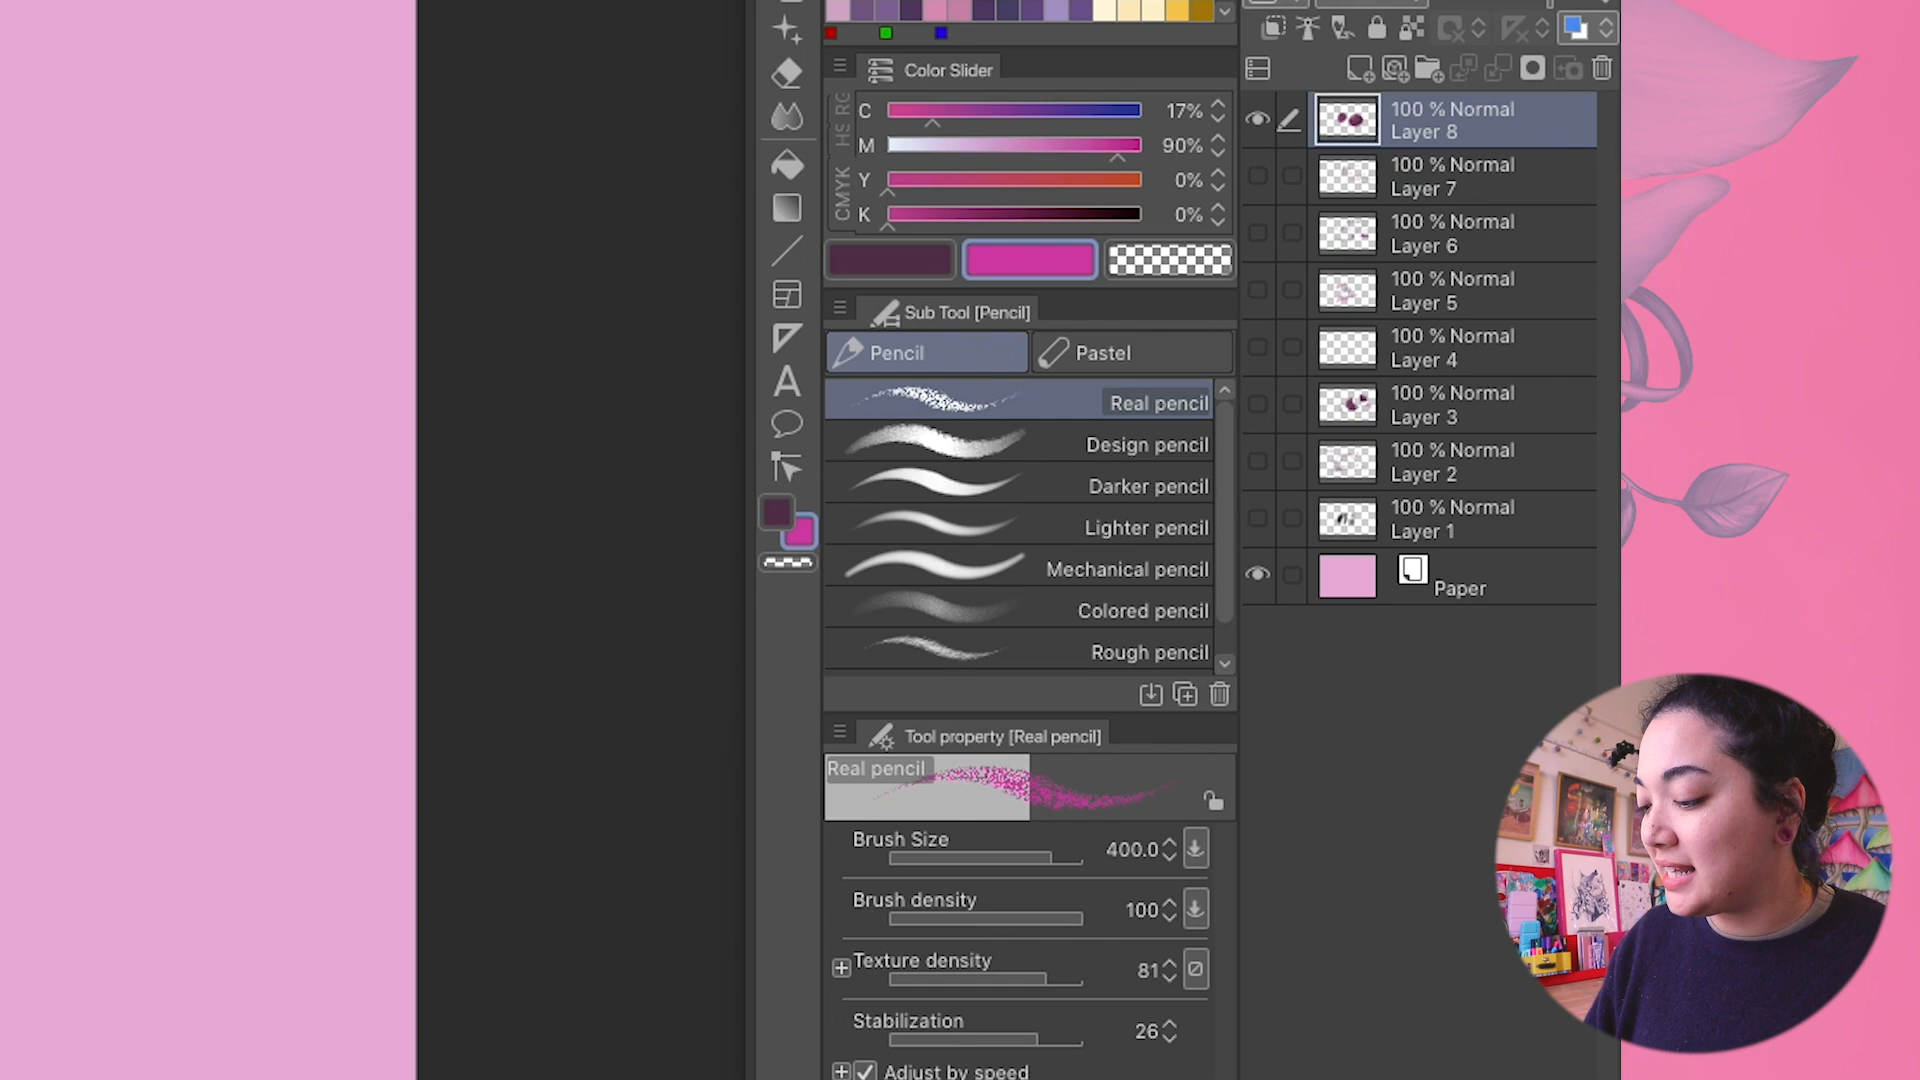 Color Slider
RG
HS
CMYK
C 17%
M 90%
Y 0%
K 0%
Sub Tool [Pencil]
Pencil
Pastel
Real pencil
Design pencil
Darker pencil
Lighter pencil
Mechanical pencil
Colored pencil
Rough pencil
Tool property [Real pencil]
Real pencil
Brush Size 400.0
Brush density 100
Texture density 81
Stabilization 26
Adjust by speed
100 % Normal
Layer 8
100 % Normal
Layer 7
100 % Normal
Layer 6
100 % Normal
Layer 5
100 % Normal
Layer 4
100 % Normal
Layer 3
100 % Normal
Layer 2
100 % Normal
Layer 1
Paper